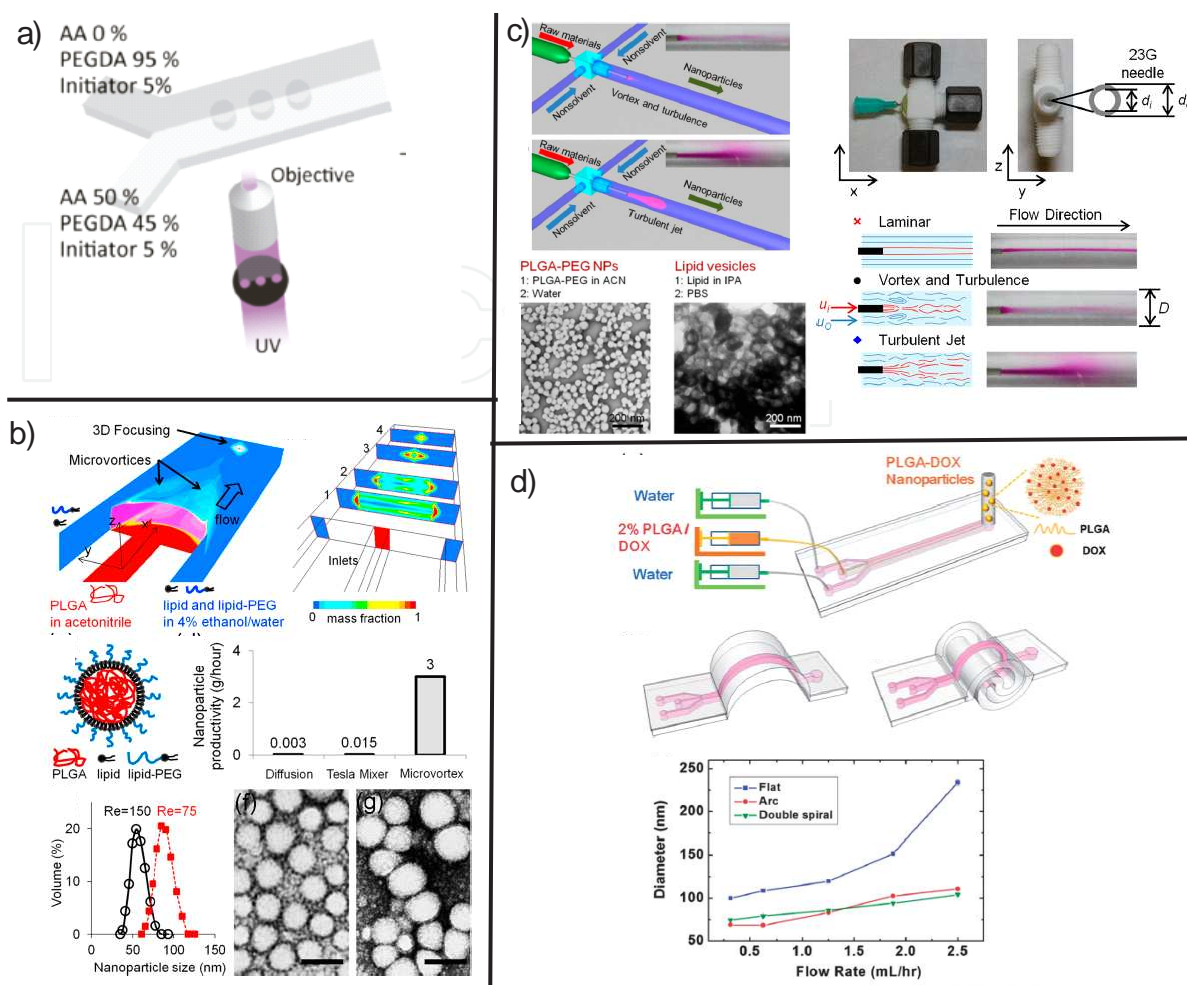 a)
AA 0 %
PEGDA 95 %
Initiator 5%
Objective
AA 50 %
PEGDA 45 %
Initiator 5 %
UV
b)
3D Focusing
Microvortices
flow
z
x
y
PLGA
in acetonitrile
lipid and lipid-PEG
in 4% ethanol/water
4
3
2
1
Inlets
0
1
mass fraction
PLGA
lipid
lipid-PEG
Nanoparticle
productivity (g/hour)
4
2
0
0.003
0.015
3
Diffusion
Tesla Mixer
Microvortex
Re=150
Re=75
Volume (%)
20
10
0
0
50
100
150
Nanoparticle size (nm)
(f)
(g)
c)
Raw materials
Nonsolvent
Nanoparticles
Nonsolvent
Vortex and turbulence
Raw materials
Nonsolvent
Nanoparticles
Nonsolvent
Turbulent jet
PLGA-PEG NPs
1: PLGA-PEG in ACN
2: Water
200 nm
Lipid vesicles
1: Lipid in IPA
2: PBS
200 nm
23G
needle
di
d
x
z
y
Laminar
Flow Direction
Vortex and Turbulence
ui
uo
D
Turbulent Jet
d)
Water
2% PLGA/
DOX
Water
PLGA-DOX
Nanoparticles
PLGA
DOX
Diameter (nm)
250
200
150
100
50
Flat
Arc
Double spiral
0.5
1.0
1.5
2.0
2.5
Flow Rate (mL/hr)